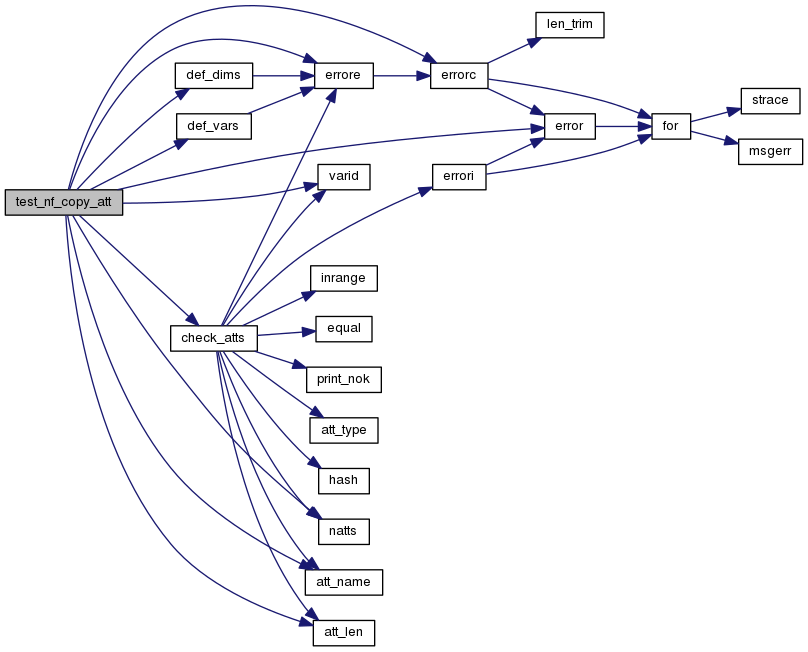 len_trim
def_dims
errore
errorc
strace
def_vars
error
for
msgerr
varid
errori
test_nf_copy_att
inrange
equal
check_atts
print_nok
att_type
hash
natts
att_name
att_len